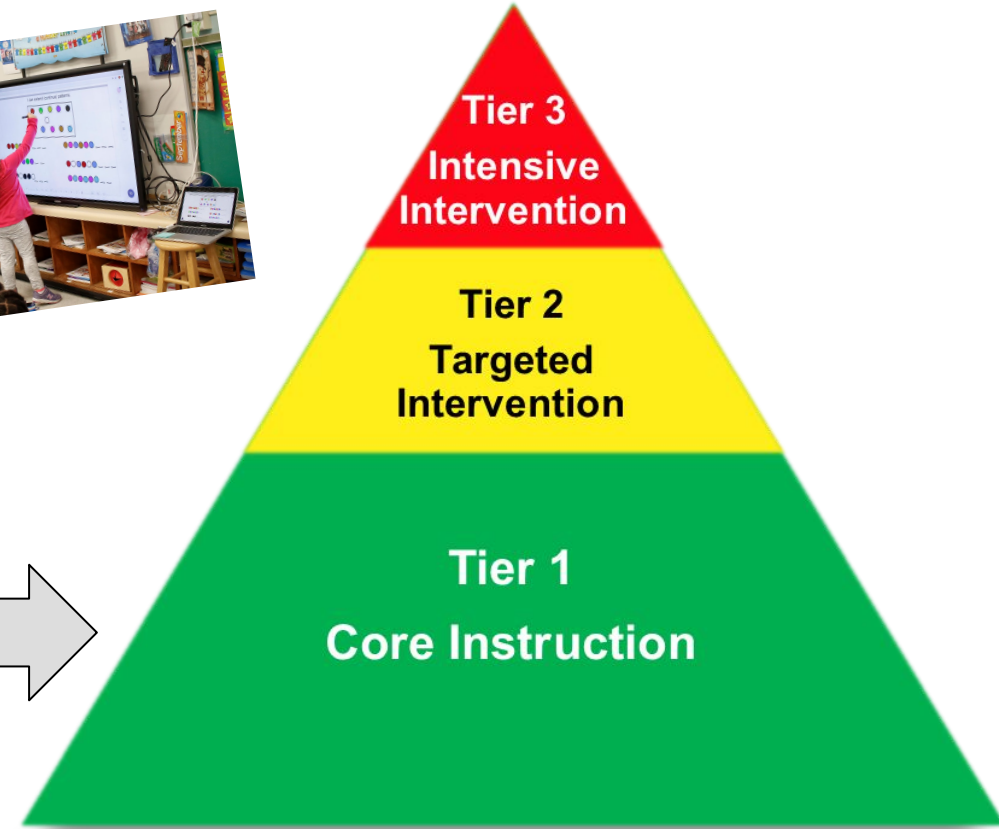 Tier 3
Intensive
Intervention
Tier 2
Targeted
Intervention
Tier 1
Core Instruction